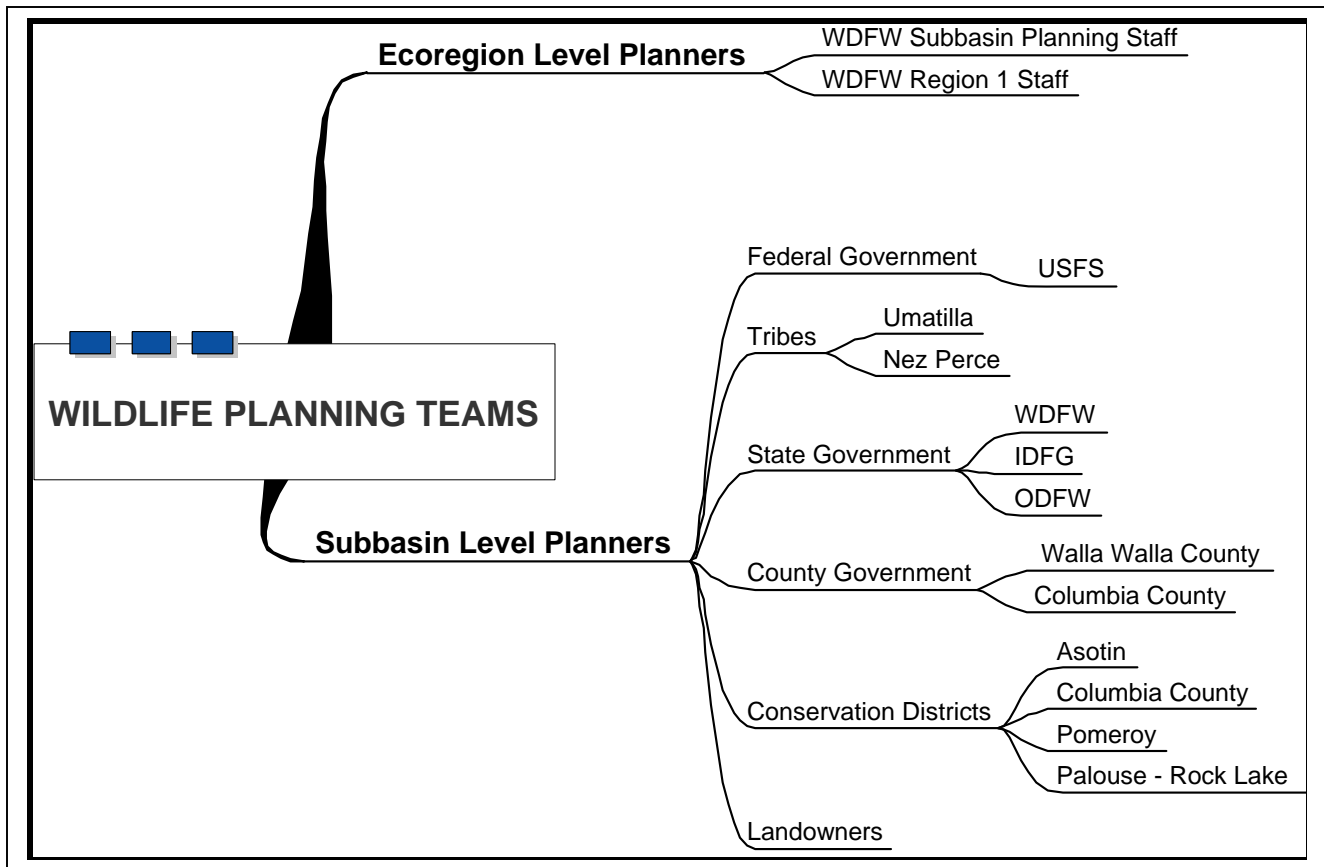 Ecoregion Level Planners
WDFW Subbasin Planning Staff
WDFW Region 1 Staff
WILDLIFE PLANNING TEAMS
Subbasin Level Planners
Federal Government
USFS
Tribes
Umatilla
Nez Perce
State Government
WDFW
IDFG
ODFW
County Government
Walla Walla County
Columbia County
Conservation Districts
Asotin
Columbia County
Pomeroy
Palouse - Rock Lake
Landowners